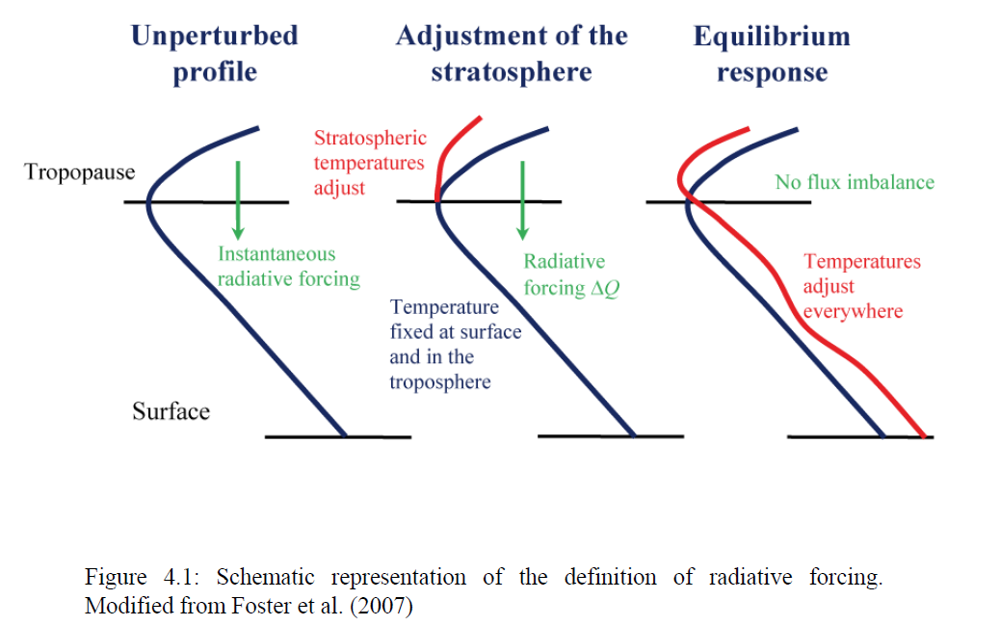 Unperturbed
profile
Adjustment of the
stratosphere
Equilibrium
response
Tropopause
Stratospheric
temperatures
adjust
No flux imbalance
Instantaneous
radiative forcing
Radiative
forcing ΔQ
Temperatures
adjust
everywhere
Temperature
fixed at surface
and in the
troposphere
Surface
Figure 4.1: Schematic representation of the definition of radiative forcing.
Modified from Foster et al. (2007)